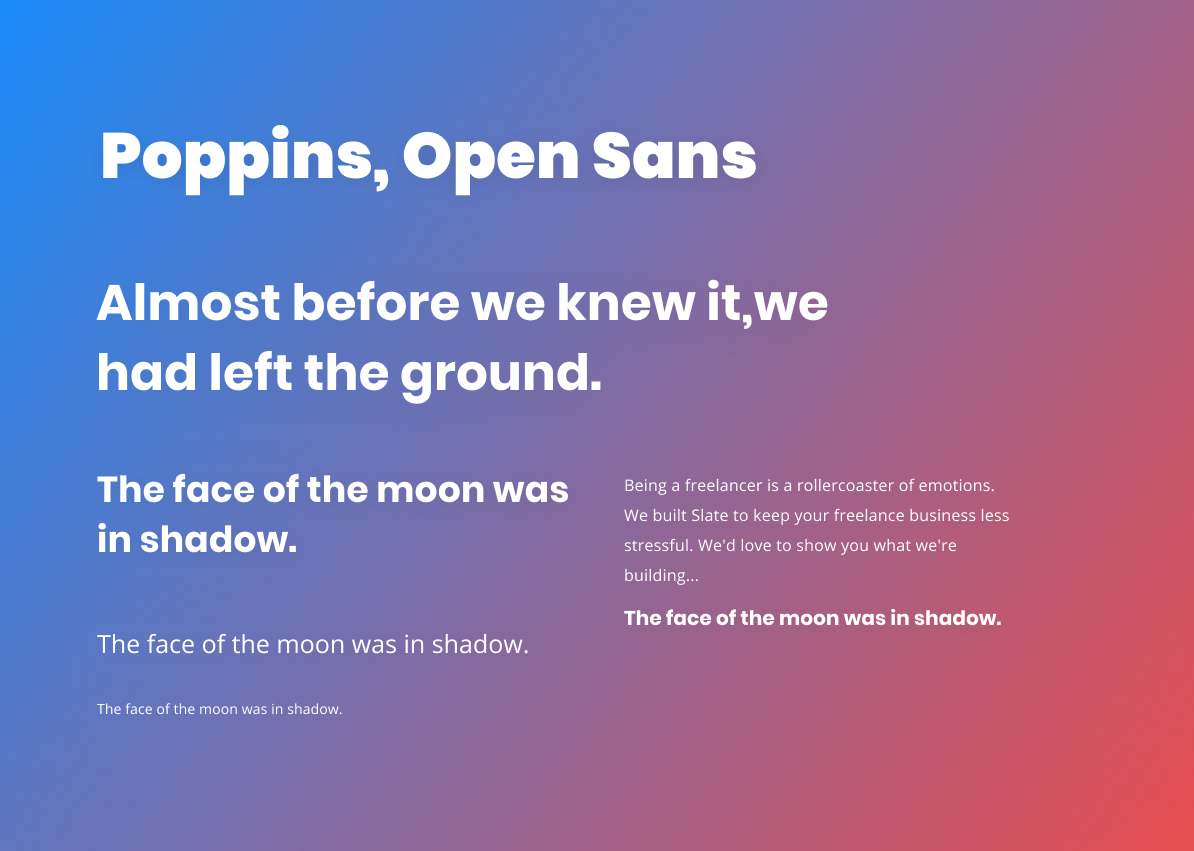 Poppins, Open Sans
Almost before we knew it,we
had left the ground.
The face of the moon was
in shadow.
The face of the moon was in shadow.
The face of the moon was in shadow.
Being a freelancer is a rollercoaster of emotions.
We built Slate to keep your freelance business less
stressful. We'd love to show you what we're
building...
The face of the moon was in shadow.